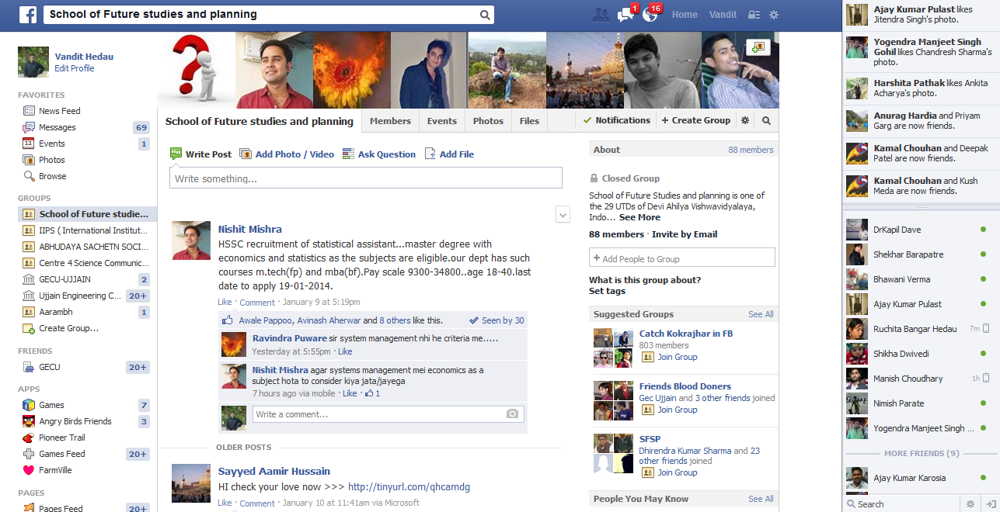 School of Future studies and planning
1
16
Home
Vandit
Vandit Hedau
Edit Profile
FAVORITES
News Feed
Messages 69
12
Events 1
Photos
Browse
GROUPS
School of Future studie...
IIPS ( International Institut...
ABHUDAYA SACHETN SOCI...
Centre 4 Science Communic...
GECU-UJJAIN 2
Ujjain Engineering C... 20+
Aarambh 1
Create Group...
FRIENDS
GECU 20+
APPS
Games 7
Angry Birds Friends 3
Pioneer Trail
Games Feed 20+
FarmVille
PAGES
Pages Feed 20+
School of Future studies and planning
Members
Events
Photos
Files
Notifications
+ Create Group
Write Post
Add Photo / Video
Ask Question
Add File
Write something...
Nishit Mishra
HSSC recruitment of statistical assistant...master degree with
economics and statistics as the subjects are eligible.our dept has such
courses m.tech(fp) and mba(bf).Pay scale 9300-34800..age 18-40.last
date to apply 19-01-2014.
Like · Comment · January 9 at 5:19pm
Awale Pappoo, Avinash Aherwar and 8 others like this.
Seen by 30
Ravindra Puware sir system management nhi he criteria me.....
Yesterday at 5:55pm · Like
Nishit Mishra agar systems management mei economics as a
subject hota to consider kiya jata/jayega
7 hours ago via mobile · Like · 1
Write a comment...
OLDER POSTS
Sayyed Aamir Hussain
HI check your love now >>> http://tinyurl.com/qhcamdg
Like · Comment · January 10 at 11:41am via Microsoft
About
88 members
Closed Group
School of Future Studies and planning is one of
the 29 UTDs of Devi Ahilya Vishwavidyalaya,
Indo... See More
88 members · Invite by Email
+ Add People to Group
What is this group about?
Set tags
Suggested Groups
See All
Catch Kokrajhar in FB
803 members
Join Group
Friends Blood Doners
Gec Ujjain and 3 other friends joined
Join Group
SFSP
Dhirendra Kumar Sharma and 23
other friends joined
Join Group
People You May Know
See All
Ajay Kumar Pulast likes
Jitendra Singh's photo.
Yogendra Manjeet Singh
Gohil likes Chandresh Sharma's
photo.
Harshita Pathak likes Ankita
Acharya's photo.
Anurag Hardia and Priyam
Garg are now friends.
Kamal Chouhan and Deepak
Patel are now friends.
Kamal Chouhan and Kush
Meda are now friends.
DrKapil Dave
Shekhar Barapatre
Bhawani Verma
Ajay Kumar Pulast
Ruchita Bangar Hedau 7m
Shikha Dwivedi
Manish Choudhary 1h
Nimish Parate
Yogendra Manjeet Singh ...
MORE FRIENDS (9)
Ajay Kumar Karosia
Search